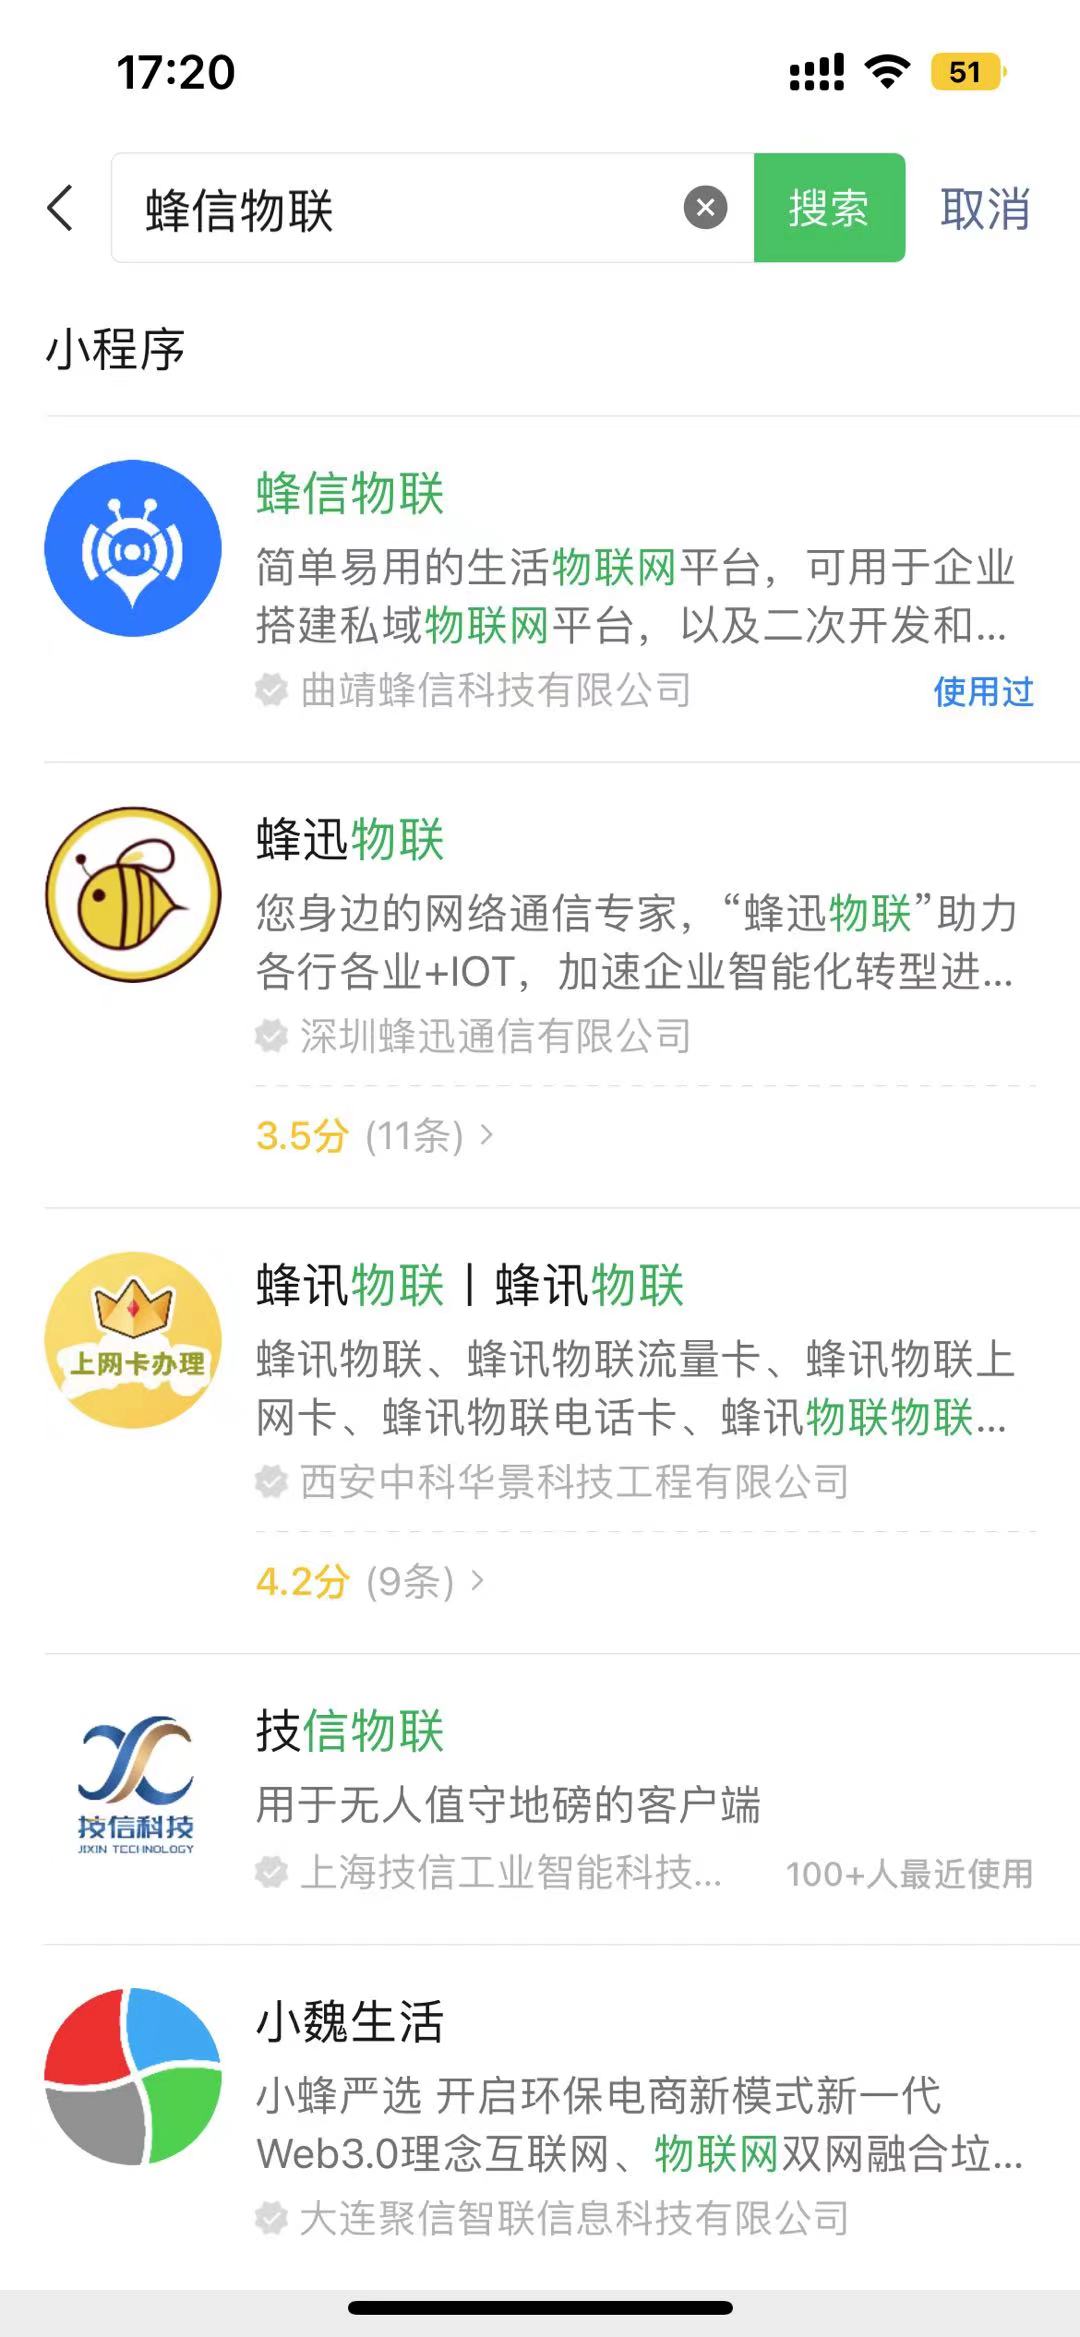 17:20
51
蜂信物联
搜索
取消
小程序
蜂信物联
简单易用的生活物联网平台，可用于企业
搭建私域物联网平台，以及二次开发和...
曲靖蜂信科技有限公司
使用过
蜂迅物联
您身边的网络通信专家，“蜂迅物联”助力
各行各业+IOT，加速企业智能化转型进...
深圳蜂迅通信有限公司
3.5分 (11条)
上网卡办理
蜂讯物联丨蜂讯物联
蜂讯物联、蜂讯物联流量卡、蜂讯物联上
网卡、蜂讯物联电话卡、蜂讯物联物联...
西安中科华景科技工程有限公司
4.2分 (9条)
技信科技
JIXIN TECHNOLOGY
技信物联
用于无人值守地磅的客户端
上海技信工业智能科技...
100+人最近使用
小魏生活
小蜂严选 开启环保电商新模式新一代
Web3.0理念互联网、物联网双网融合垃...
大连聚信智联信息科技有限公司